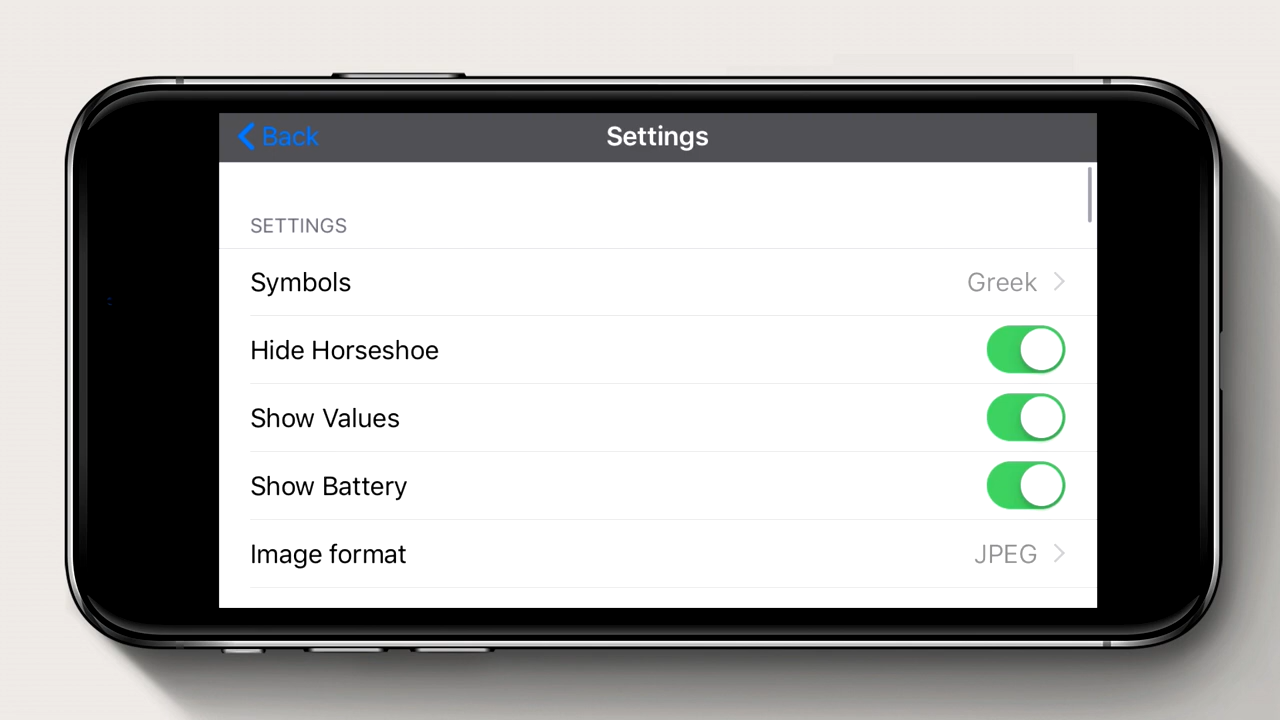 Back
Settings
SETTINGS
Symbols
Greek
Hide Horseshoe
Show Values
Show Battery
Image format
JPEG